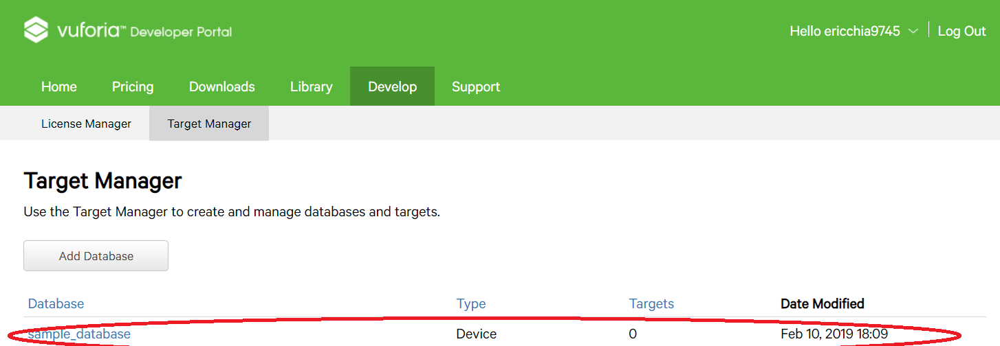 vuforia™ Developer Portal
Hello ericchia9745 Log Out
Home Pricing Downloads Library Develop Support
License Manager Target Manager
Target Manager
Use the Target Manager to create and manage databases and targets.
Add Database
Database Type Targets Date Modified
sample_database Device 0 Feb 10, 2019 18:09